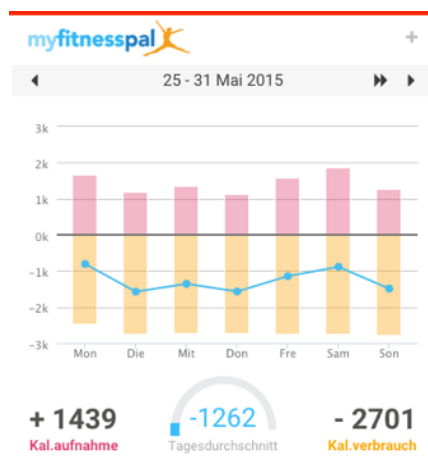 myfitnesspal
25 - 31 Mai 2015
3k
2k
1k
0k
-1k
-2k
-3k
Mon Die Mit Don Fre Sam Son
+ 1439 -1262 - 2701
Kal.aufnahme Tagesdurchschnitt Kal.verbrauch